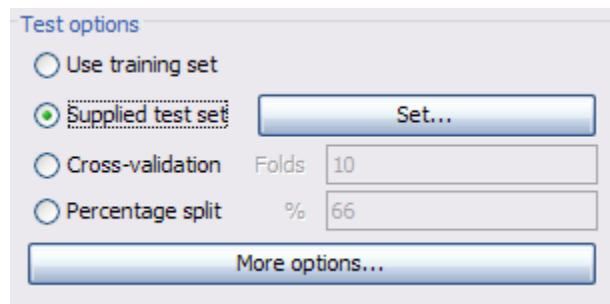 Test options
Use training set
Supplied test set Set...
Cross-validation Folds 10
Percentage split % 66
More options...